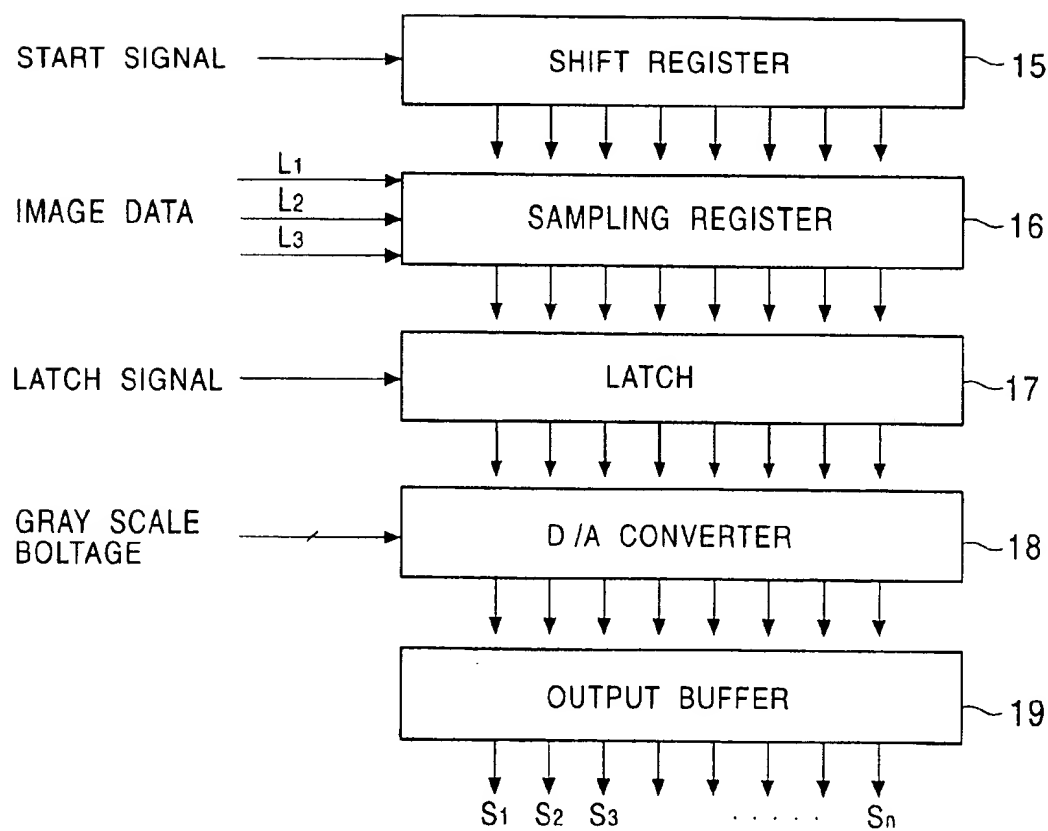 START SIGNAL
SHIFT REGISTER
15
L1
IMAGE DATA
L2
L3
SAMPLING REGISTER
16
LATCH SIGNAL
LATCH
17
GRAY SCALE
BOLTAGE
D/A CONVERTER
18
OUTPUT BUFFER
19
S1 S2 S3 ..... Sn